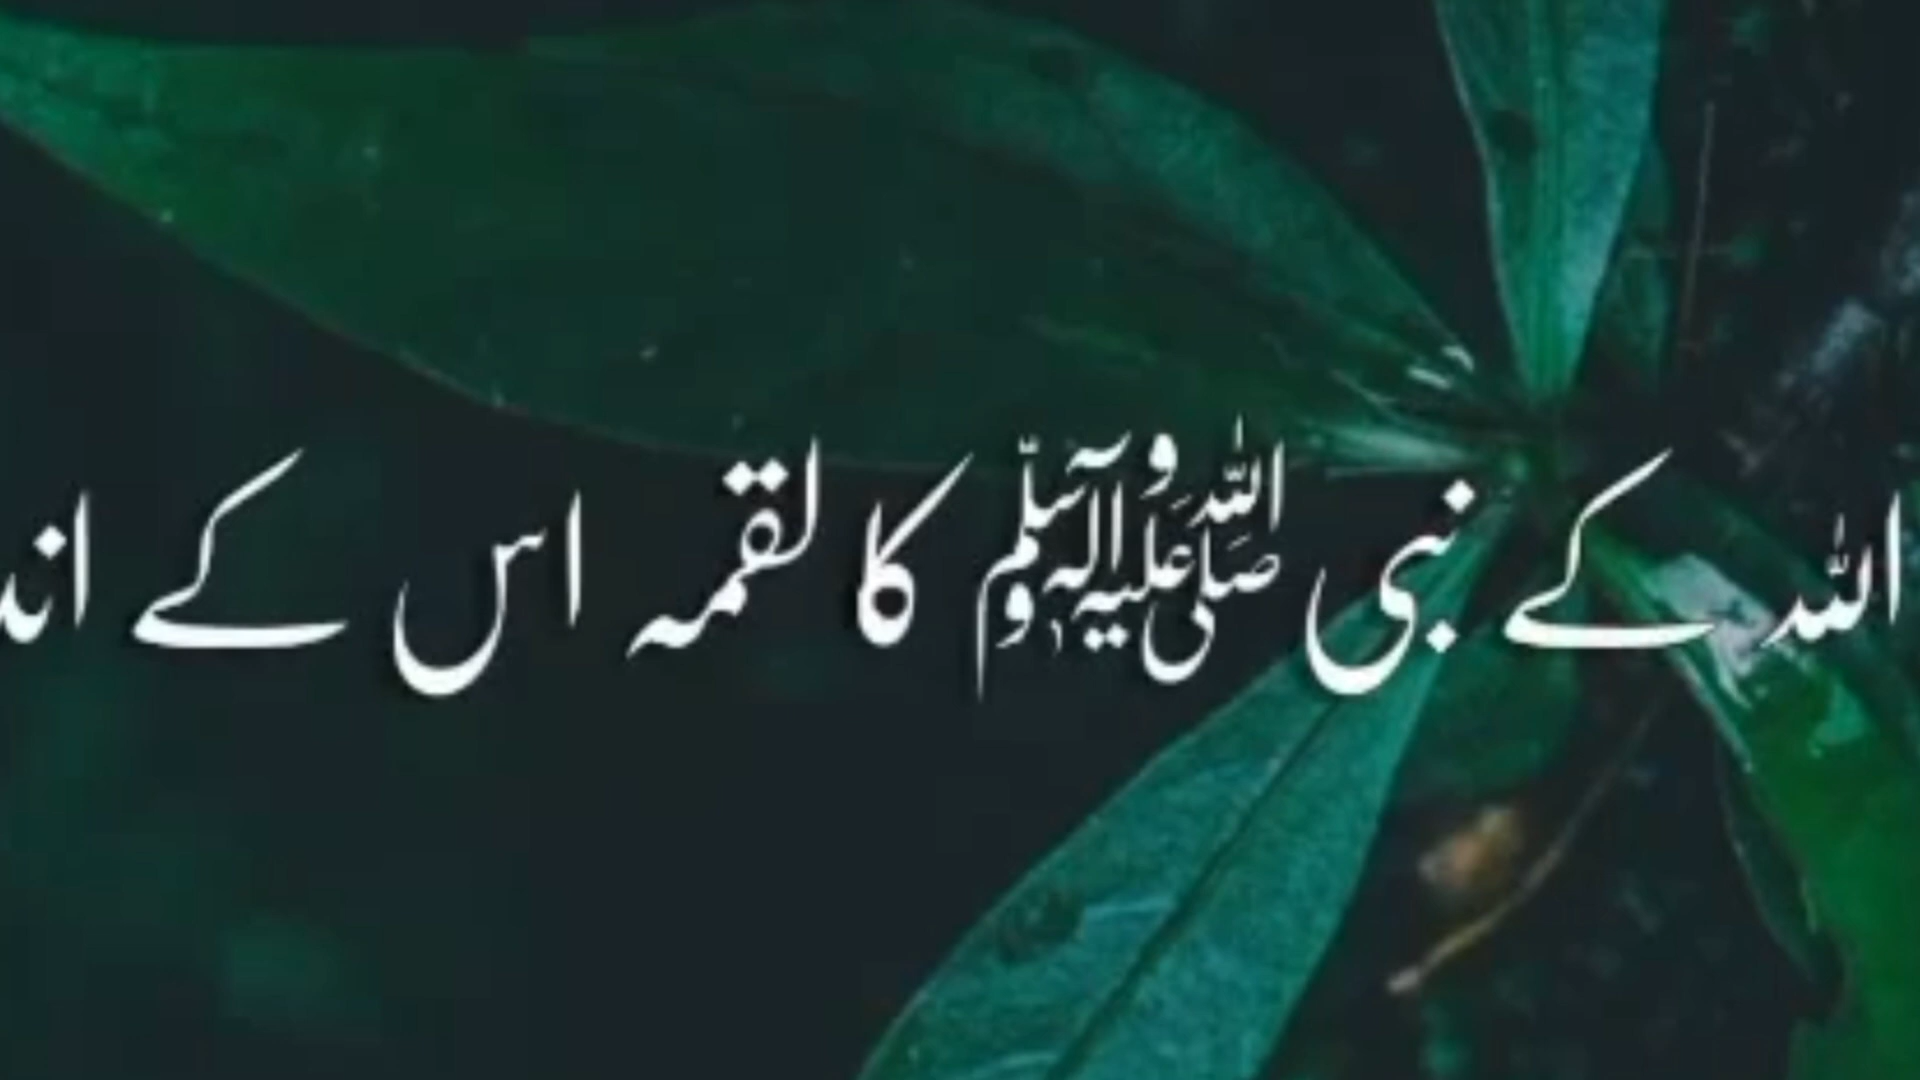 اللہ کے نبی صلی اللہ علیہ وآلہ وسلم کا لقمہ اس کے